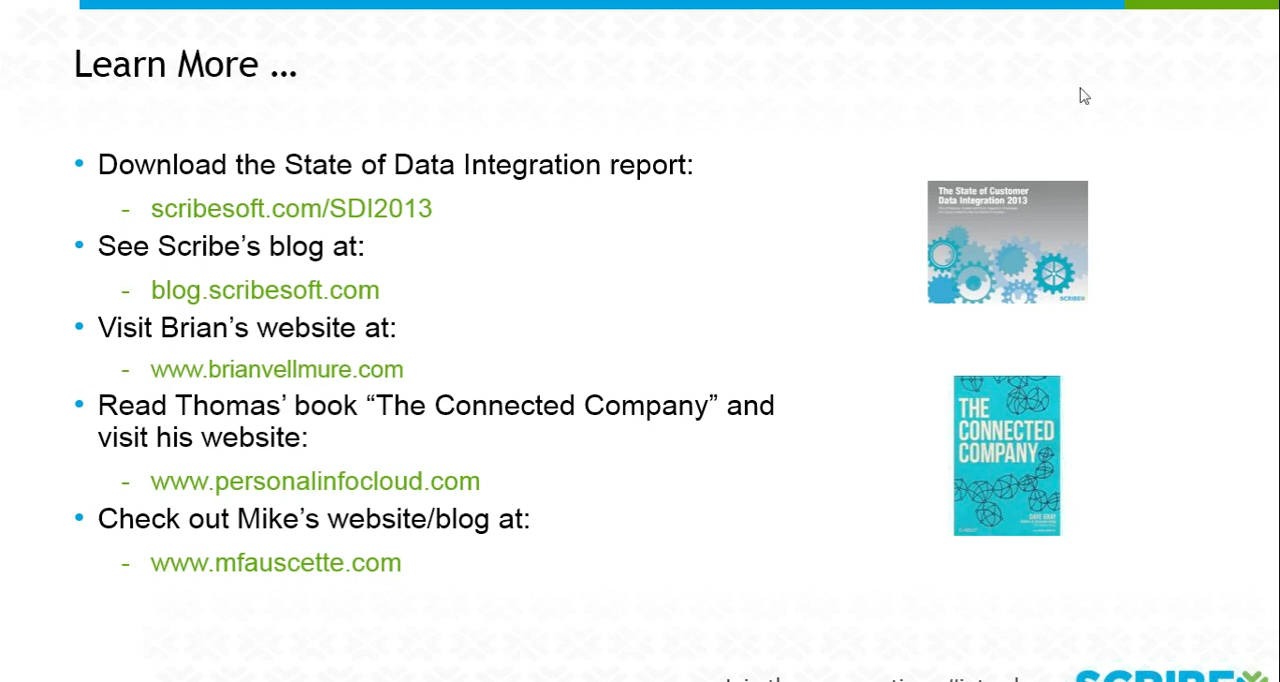 Learn More ...
• Download the State of Data Integration report:
- scribesoft.com/SDI2013
• See Scribe’s blog at:
- blog.scribesoft.com
• Visit Brian’s website at:
- www.brianvellmure.com
• Read Thomas’ book “The Connected Company” and
visit his website:
- www.personalinfocloud.com
• Check out Mike’s website/blog at:
- www.mfauscette.com
The State of Customer
Data Integration 2013
SCRIBE
THE
CONNECTED
COMPANY
DAVE GRAY
SCRIBE